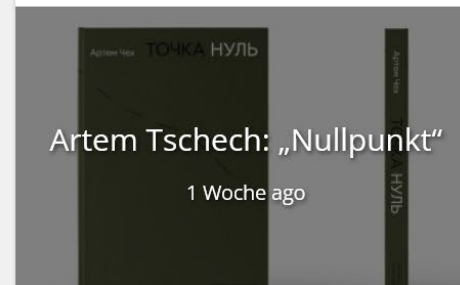 Артем Чех ТОЧКА НУЛЬ
Artem Tschech: „Nullpunkt“
1 Woche ago
Артем Чех ТОЧКА НУЛЬ